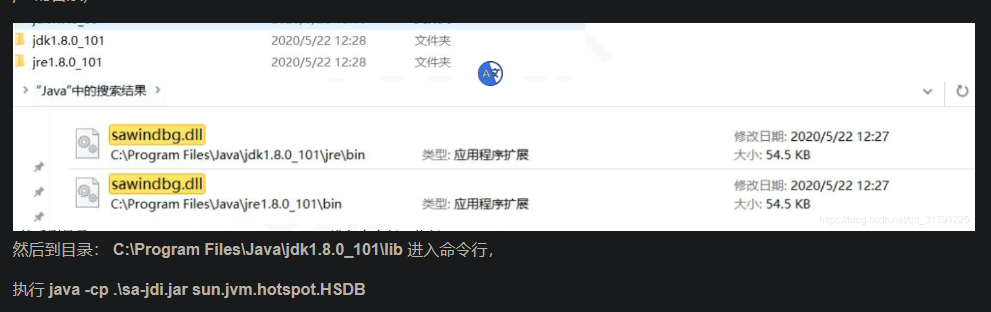 jdk1.8.0_101 2020/5/22 12:28 文件夹
jre1.8.0_101 2020/5/22 12:28 文件夹
"Java"中的搜索结果
sawindbg.dll 修改日期: 2020/5/22 12:27
C:\Program Files\Java\jdk1.8.0_101\jre\bin 类型: 应用程序扩展 大小: 54.5 KB
sawindbg.dll 修改日期: 2020/5/22 12:27
C:\Program Files\Java\jre1.8.0_101\bin 类型: 应用程序扩展 大小: 54.5 KB
https://blog.csdn.net/qq_31391225
然后到目录： C:\Program Files\Java\jdk1.8.0_101\lib 进入命令行，
执行 java -cp .\sa-jdi.jar sun.jvm.hotspot.HSDB